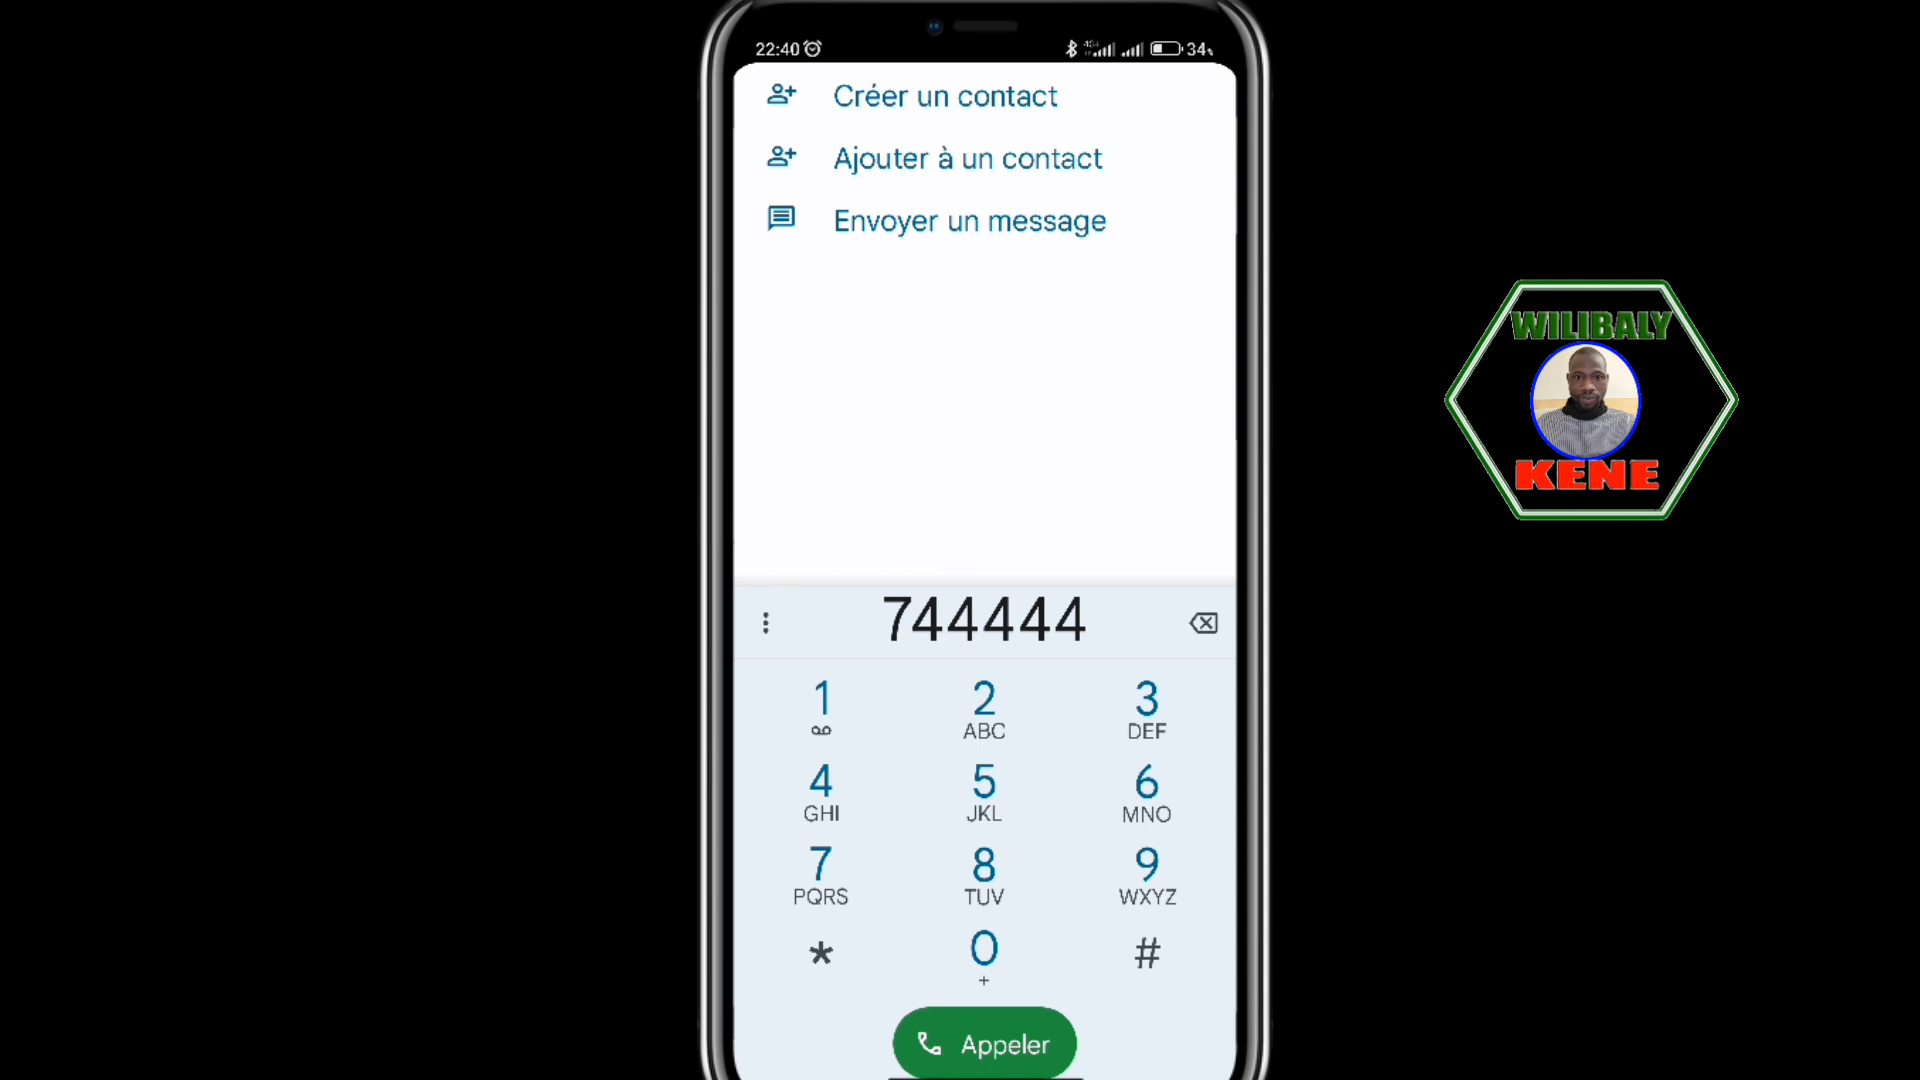 22:40
34%
Créer un contact
Ajouter à un contact
Envoyer un message
WILIBALY
KENE
744444
1 2 3
ABC DEF
4 5 6
GHI JKL MNO
7 8 9
PQRS TUV WXYZ
* 0 #
+
Appeler